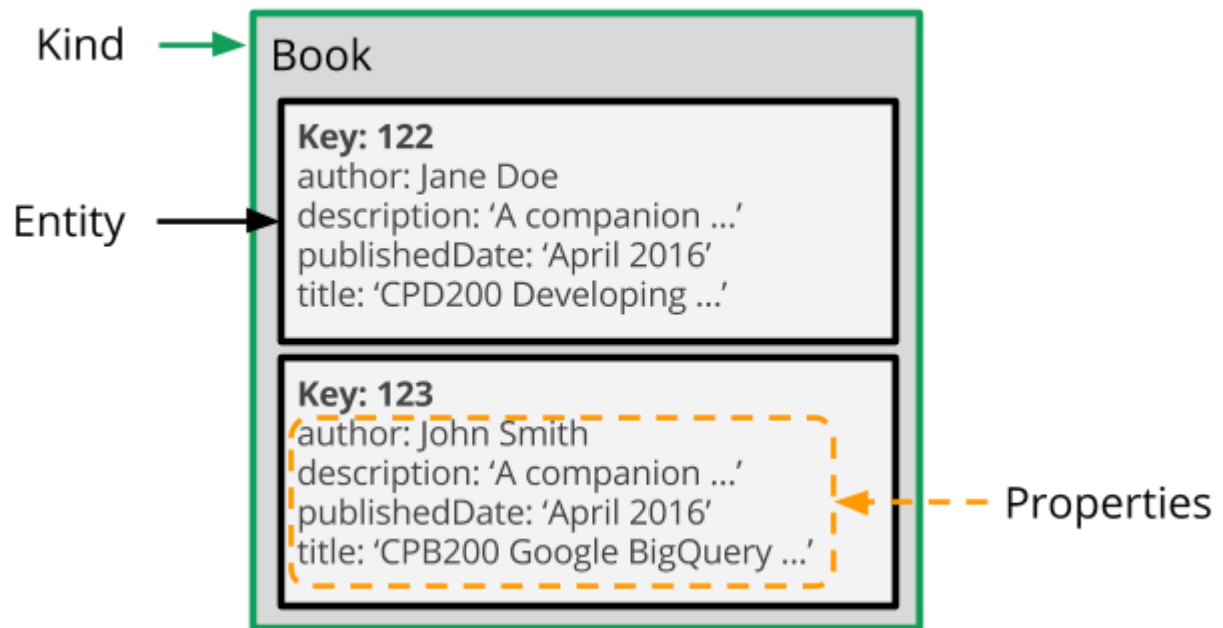 Kind
Book
Key: 122
author: Jane Doe
description: ‘A companion ...’
publishedDate: ‘April 2016’
title: ‘CPD200 Developing ...’
Entity
Key: 123
author: John Smith
description: ‘A companion ...’
publishedDate: ‘April 2016’
title: ‘CPB200 Google BigQuery ...’
Properties